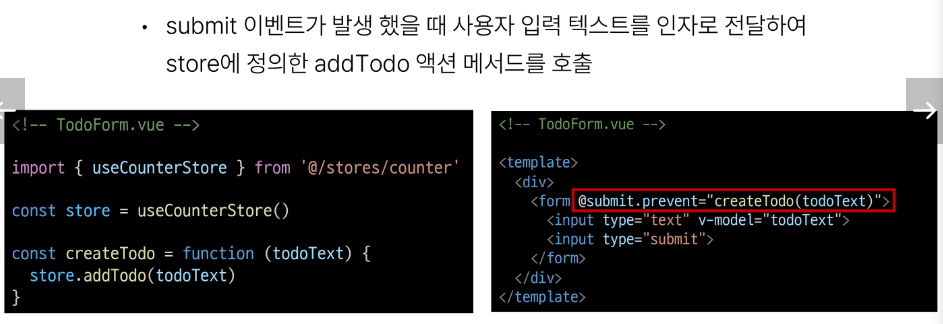 • submit 이벤트가 발생 했을 때 사용자 입력 텍스트를 인자로 전달하여
store에 정의한 addTodo 액션 메서드를 호출
<!-- TodoForm.vue -->
import { useCounterStore } from '@/stores/counter'
const store = useCounterStore()
const createTodo = function (todoText) {
  store.addTodo(todoText)
}
<!-- TodoForm.vue -->
<template>
  <div>
    <form @submit.prevent="createTodo(todoText)">
      <input type="text" v-model="todoText">
      <input type="submit">
    </form>
  </div>
</template>